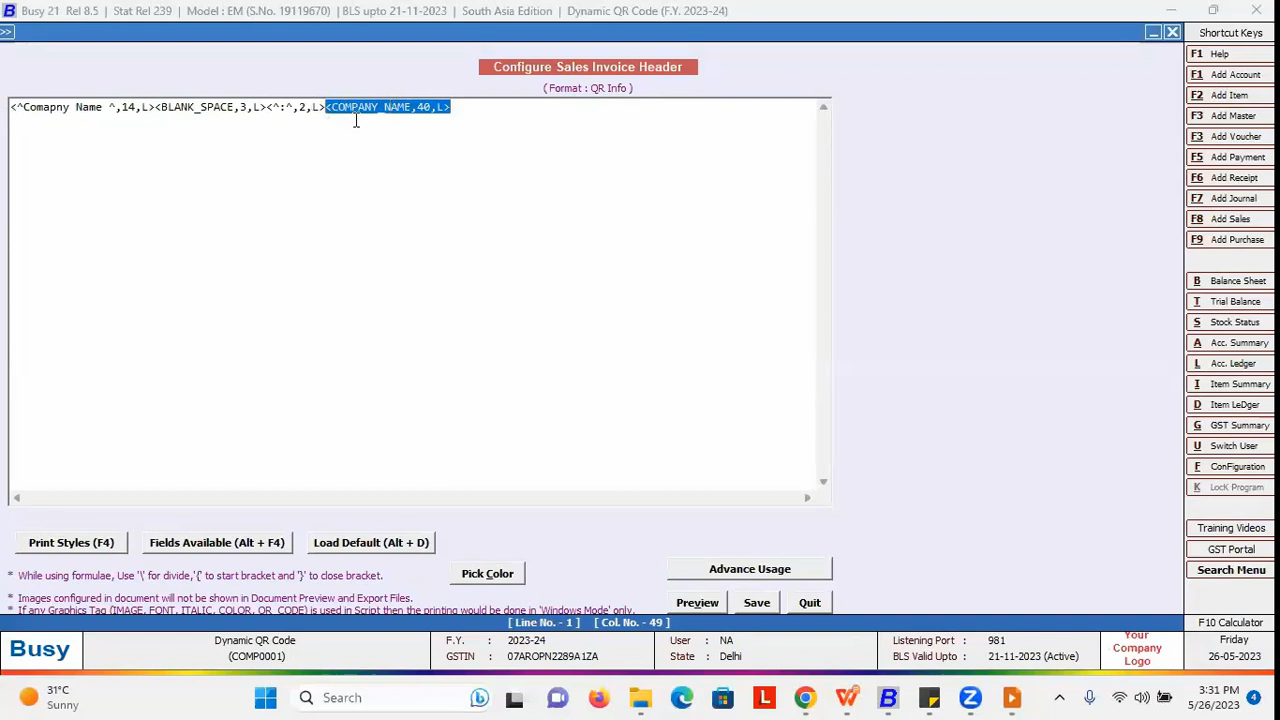 Busy 21 Rel 8.5 | Stat Rel 239 | Model : EM (S.No. 19119670) | BLS upto 21-11-2023 | South Asia Edition | Dynamic QR Code (F.Y. 2023-24)
>>
Configure Sales Invoice Header
( Format : QR Info )
<^Comapny Name ^,14,L><BLANK_SPACE,3,L><^:^,2,L><COMPANY_NAME,40,L>
Print Styles (F4) Fields Available (Alt + F4) Load Default (Alt + D)
* While using formulae, Use '\' for divide,'{' to start bracket and '}' to close bracket.
Pick Color
Advance Usage
* Images configured in document will not be shown in Document Preview and Export Files.
* If any Graphics Tag (IMAGE, FONT, ITALIC, COLOR, QR_CODE) is used in Script then the printing would be done in 'Windows Mode' only.
Preview Save Quit
[ Line No. - 1 ] [ Col. No. - 49 ]
Shortcut Keys
F1 Help
F1 Add Account
F2 Add Item
F3 Add Master
F3 Add Voucher
F5 Add Payment
F6 Add Receipt
F7 Add Journal
F8 Add Sales
F9 Add Purchase
B Balance Sheet
T Trial Balance
S Stock Status
A Acc. Summary
L Acc. Ledger
I Item Summary
D Item LeDger
G GST Summary
U Switch User
F ConFiguration
K LocK Program
Training Videos
GST Portal
Search Menu
F10 Calculator
Busy
Dynamic QR Code
(COMP0001)
F.Y. : 2023-24
GSTIN : 07AROPN2289A1ZA
User : NA
State : Delhi
Listening Port : 981
BLS Valid Upto : 21-11-2023 (Active)
Your
Company
Logo
Friday
26-05-2023
31°C
Sunny
Search
3:31 PM
5/26/2023
4